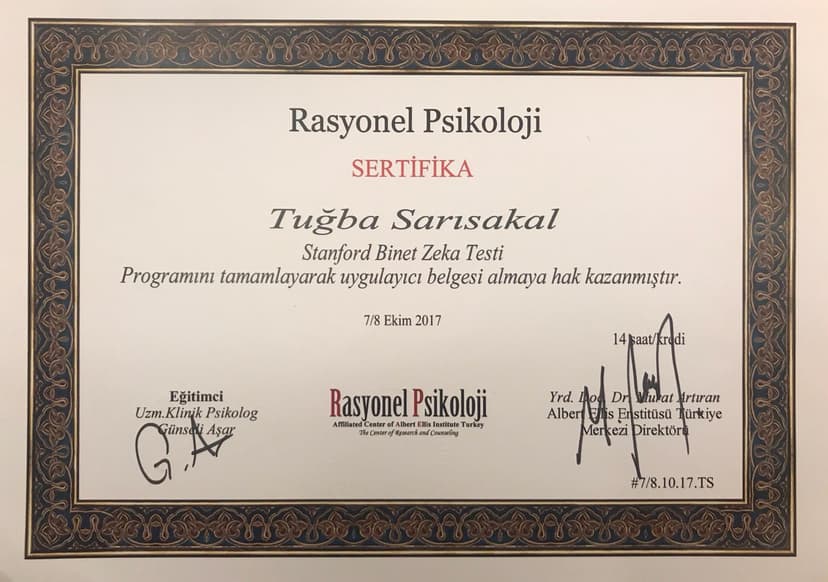 Rasyonel Psikoloji
SERTİFİKA
Tuğba Sarısakal
Stanford Binet Zeka Testi
Programını tamamlayarak uygulayıcı belgesi almaya hak kazanmıştır.
7/8 Ekim 2017
14 saat/kredi
Eğitimci
Uzm.Klinik Psikolog
Günseli Aşar
G.A
Rasyonel Psikoloji
Affiliated Center of Albert Ellis Institute Turkey
The Center of Research and Counseling
Yrd. Doç. Dr. Murat Artıran
Albert Ellis Enstitüsü Türkiye
Merkezi Direktörü
#7/8.10.17.TS